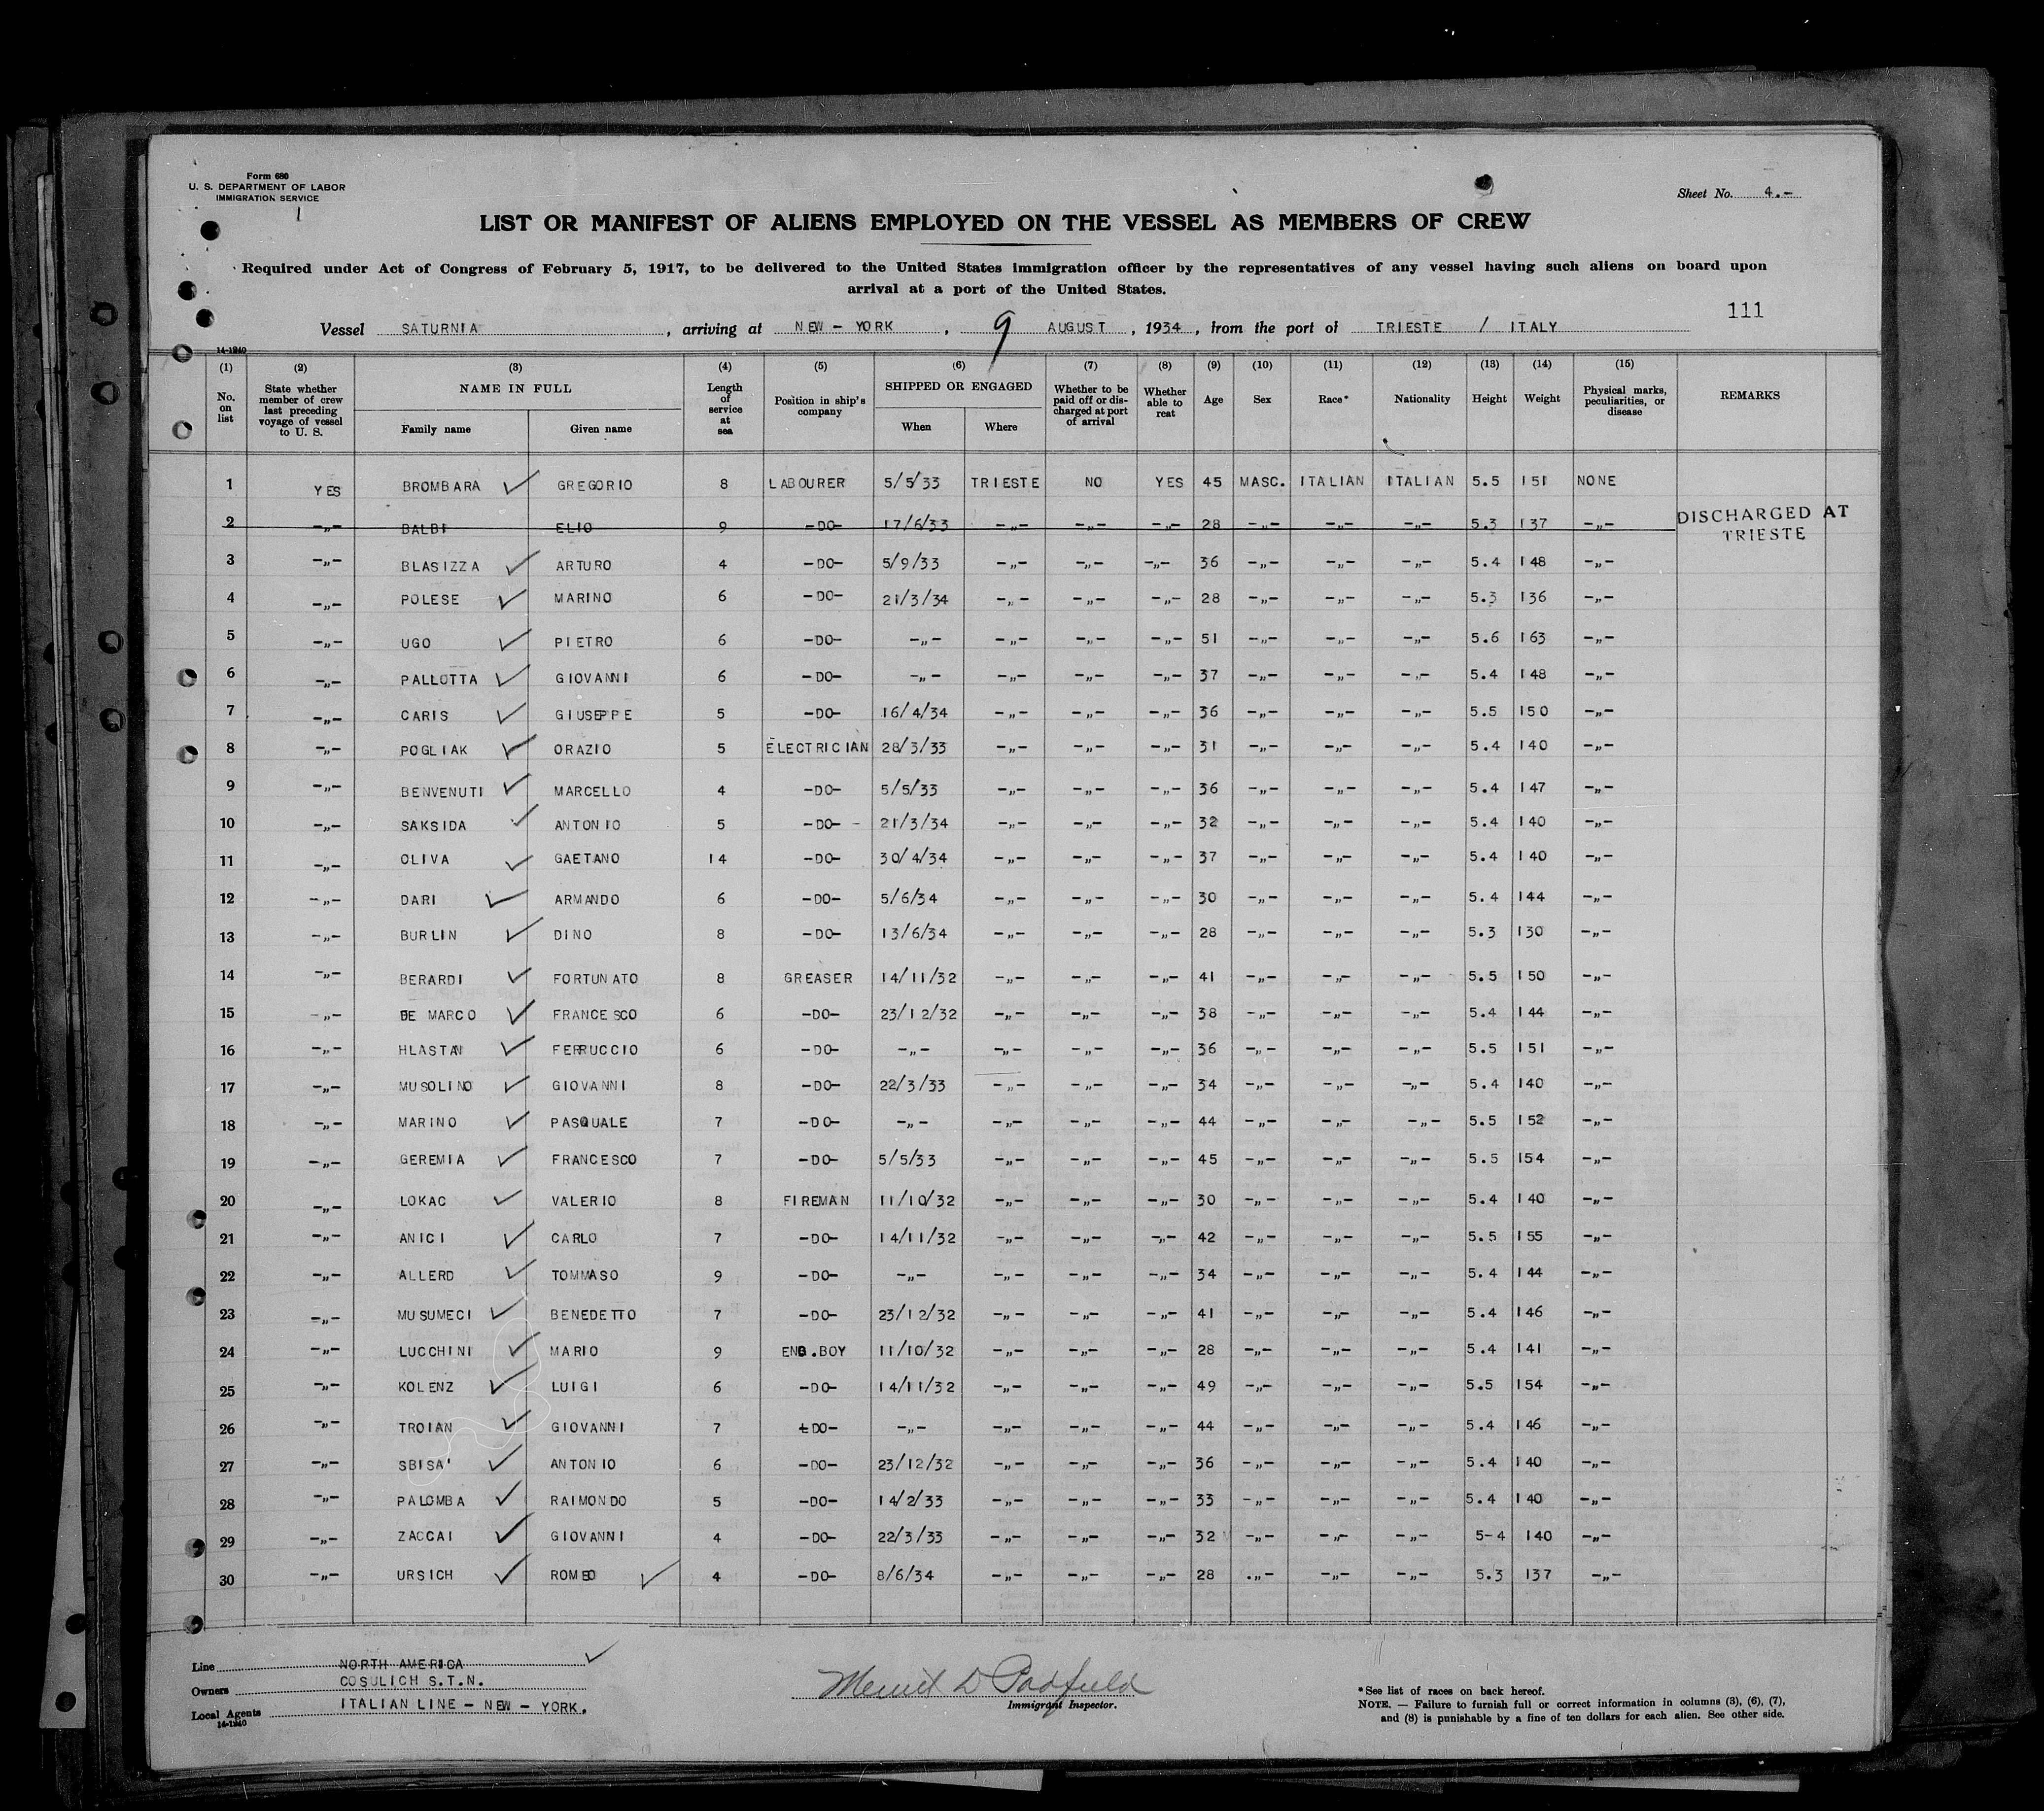 Form 680
U. S. DEPARTMENT OF LABOR
IMMIGRATION SERVICE
Sheet No. 4.-
LIST OR MANIFEST OF ALIENS EMPLOYED ON THE VESSEL AS MEMBERS OF CREW
Required under Act of Congress of February 5, 1917, to be delivered to the United States immigration officer by the representatives of any vessel having such aliens on board upon
arrival at a port of the United States.
111
Vessel SATURNIA, arriving at NEW-YORK, 9 AUGUST, 1934, from the port of TRIESTE / ITALY
14-1240
(1) (2) (3) (4) (5) (6) (7) (8) (9) (10) (11) (12) (13) (14) (15)
No. on list State whether member of crew last preceding voyage of vessel to U. S. NAME IN FULL Family name Given name Length of service at sea Position in ship's company SHIPPED OR ENGAGED When Where Whether to be paid off or discharged at port of arrival Whether able to read Age Sex Race* Nationality Height Weight Physical marks, peculiarities, or disease REMARKS
1 YES BROMBARA ✓ GREGORIO 8 LABOURER 5/5/33 TRIESTE NO YES 45 MASC. ITALIAN ITALIAN 5.5 151 NONE
2 -„- BALBI ELIO 9 -DO- 17/6/33 -„- -„- -„- 28 -„- -„- -„- 5.3 137 -„- DISCHARGED AT TRIESTE
3 -„- BLASIZZA ✓ ARTURO 4 -DO- 5/9/33 -„- -„- -„- 36 -„- -„- -„- 5.4 148 -„-
4 -„- POLESE ✓ MARINO 6 -DO- 21/3/34 -„- -„- -„- 28 -„- -„- -„- 5.3 136 -„-
5 -„- UGO ✓ PIETRO 6 -DO- -„- -„- -„- -„- 51 -„- -„- -„- 5.6 163 -„-
6 -„- PALLOTTA ✓ GIOVANNI 6 -DO- -„- -„- -„- -„- 37 -„- -„- -„- 5.4 148 -„-
7 -„- CARIS ✓ GIUSEPPE 5 -DO- 16/4/34 -„- -„- -„- 36 -„- -„- -„- 5.5 150 -„-
8 -„- POGLIAK ✓ ORAZIO 5 ELECTRICIAN 28/3/33 -„- -„- -„- 31 -„- -„- -„- 5.4 140 -„-
9 -„- BENVENUTI ✓ MARCELLO 4 -DO- 5/5/33 -„- -„- -„- 36 -„- -„- -„- 5.4 147 -„-
10 -„- SAKSIDA ✓ ANTONIO 5 -DO- 21/3/34 -„- -„- -„- 32 -„- -„- -„- 5.4 140 -„-
11 -„- OLIVA ✓ GAETANO 14 -DO- 30/4/34 -„- -„- -„- 37 -„- -„- -„- 5.4 140 -„-
12 -„- DARI ✓ ARMANDO 6 -DO- 5/6/34 -„- -„- -„- 30 -„- -„- -„- 5.4 144 -„-
13 -„- BURLIN ✓ DINO 8 -DO- 13/6/34 -„- -„- -„- 28 -„- -„- -„- 5.3 130 -„-
14 -„- BERARDI ✓ FORTUNATO 8 GREASER 14/11/32 -„- -„- -„- 41 -„- -„- -„- 5.5 150 -„-
15 -„- DE MARCO ✓ FRANCESCO 6 -DO- 23/12/32 -„- -„- -„- 38 -„- -„- -„- 5.4 144 -„-
16 -„- HLASTAN ✓ FERRUCCIO 6 -DO- -„- -„- -„- -„- 36 -„- -„- -„- 5.5 151 -„-
17 -„- MUSOLINO ✓ GIOVANNI 8 -DO- 22/3/33 -„- -„- -„- 34 -„- -„- -„- 5.4 140 -„-
18 -„- MARINO ✓ PASQUALE 7 -DO- -„- -„- -„- -„- 44 -„- -„- -„- 5.5 152 -„-
19 -„- GEREMIA ✓ FRANCESCO 7 -DO- 5/5/33 -„- -„- -„- 45 -„- -„- -„- 5.5 154 -„-
20 -„- LOKAC ✓ VALERIO 8 FIREMAN 11/10/32 -„- -„- -„- 30 -„- -„- -„- 5.4 140 -„-
21 -„- ANICI ✓ CARLO 7 -DO- 14/11/32 -„- -„- -„- 42 -„- -„- -„- 5.5 155 -„-
22 -„- ALLERD ✓ TOMMASO 9 -DO- -„- -„- -„- -„- 34 -„- -„- -„- 5.4 144 -„-
23 -„- MUSUMECI ✓ BENEDETTO 7 -DO- 23/12/32 -„- -„- -„- 41 -„- -„- -„- 5.4 146 -„-
24 -„- LUCCHINI ✓ MARIO 9 ENG.BOY 11/10/32 -„- -„- -„- 28 -„- -„- -„- 5.4 141 -„-
25 -„- KOLENZ ✓ LUIGI 6 -DO- 14/11/32 -„- -„- -„- 49 -„- -„- -„- 5.5 154 -„-
26 -„- TROIAN ✓ GIOVANNI 7 -DO- -„- -„- -„- -„- 44 -„- -„- -„- 5.4 146 -„-
27 -„- SBISA' ✓ ANTONIO 6 -DO- 23/12/32 -„- -„- -„- 36 -„- -„- -„- 5.4 140 -„-
28 -„- PALOMBA ✓ RAIMONDO 5 -DO- 14/2/33 -„- -„- -„- 33 -„- -„- -„- 5.4 140 -„-
29 -„- ZACCAI ✓ GIOVANNI 4 -DO- 22/3/33 -„- -„- -„- 32 -„- -„- -„- 5-4 140 -„-
30 -„- URSICH ✓ ROMEO ✓ 4 -DO- 8/6/34 -„- -„- -„- 28 -„- -„- -„- 5.3 137 -„-
Line NORTH AMERICA ✓
Owners COSULICH S.T.N.
Local Agents ITALIAN LINE - NEW - YORK.
14-1240
Merrit D Padfield
Immigrant Inspector.
*See list of races on back hereof.
NOTE. — Failure to furnish full or correct information in columns (3), (6), (7),
and (8) is punishable by a fine of ten dollars for each alien. See other side.